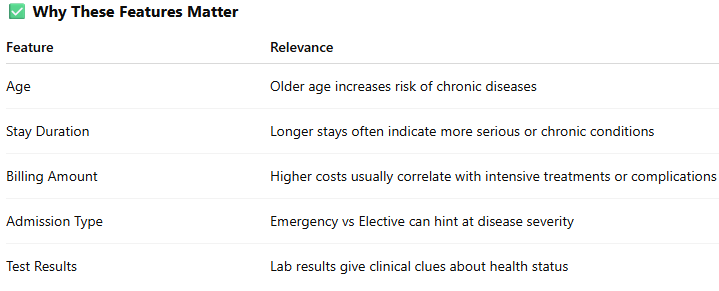 ✅ Why These Features Matter
Feature Relevance
Age Older age increases risk of chronic diseases
Stay Duration Longer stays often indicate more serious or chronic conditions
Billing Amount Higher costs usually correlate with intensive treatments or complications
Admission Type Emergency vs Elective can hint at disease severity
Test Results Lab results give clinical clues about health status